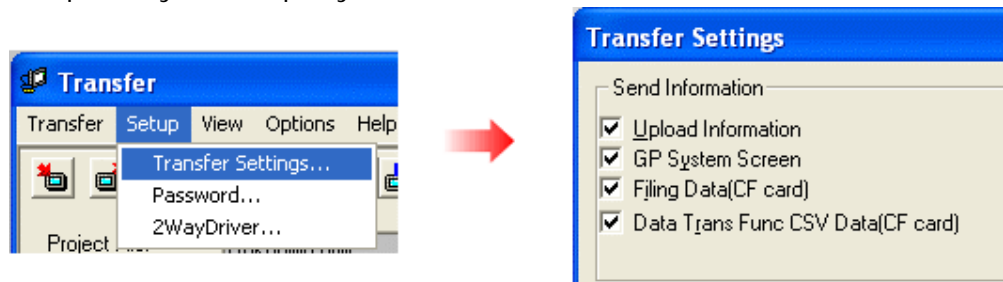 Transfer
Transfer Setup View Options Help
Transfer Settings...
Password...
2WayDriver...
Project
Transfer Settings
Send Information
Upload Information
GP System Screen
Filing Data(CF card)
Data Trans Func CSV Data(CF card)